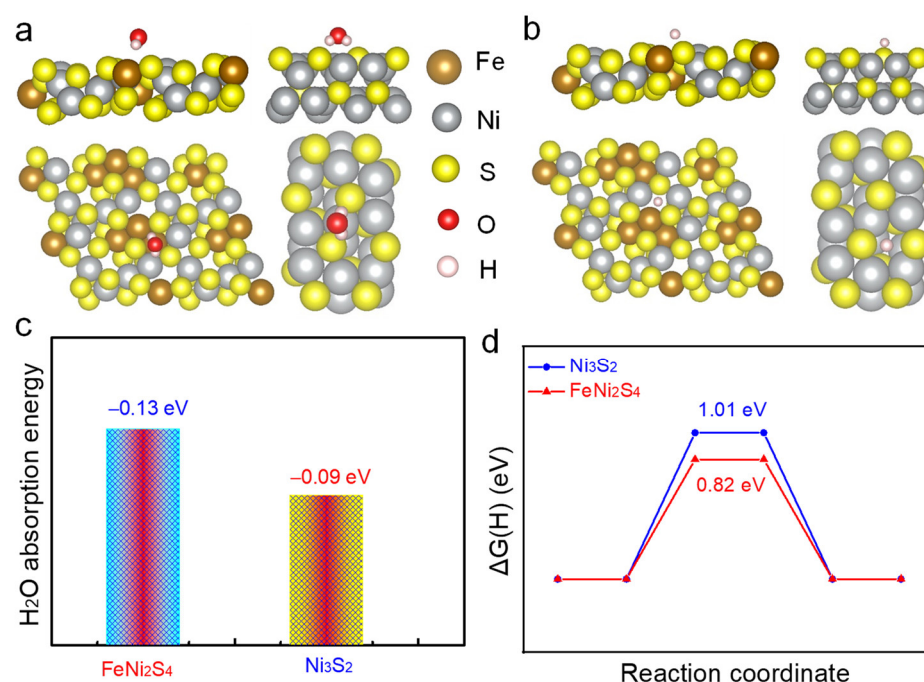 a
b
Fe
Ni
S
O
H
c
H₂O absorption energy
−0.13 eV
−0.09 eV
FeNi₂S₄
Ni₃S₂
d
Ni₃S₂
FeNi₂S₄
1.01 eV
0.82 eV
ΔG(H) (eV)
Reaction coordinate